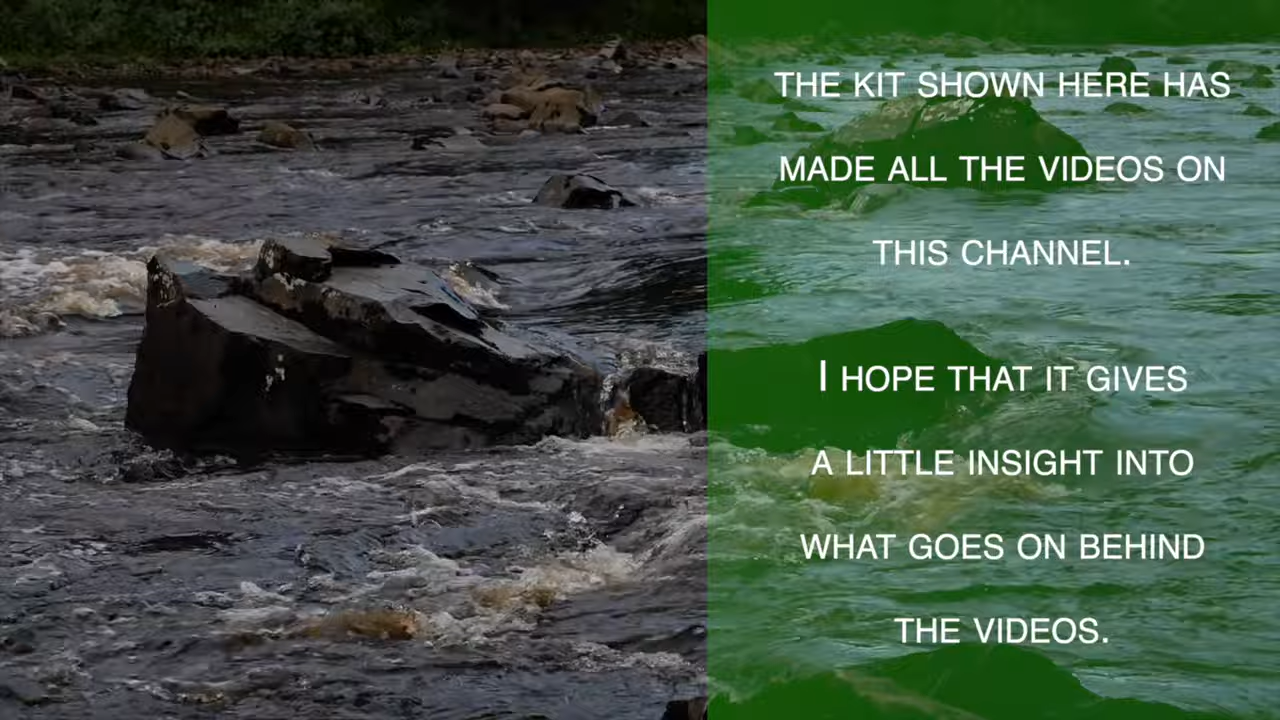 THE KIT SHOWN HERE HAS
MADE ALL THE VIDEOS ON
THIS CHANNEL.
I HOPE THAT IT GIVES
A LITTLE INSIGHT INTO
WHAT GOES ON BEHIND
THE VIDEOS.